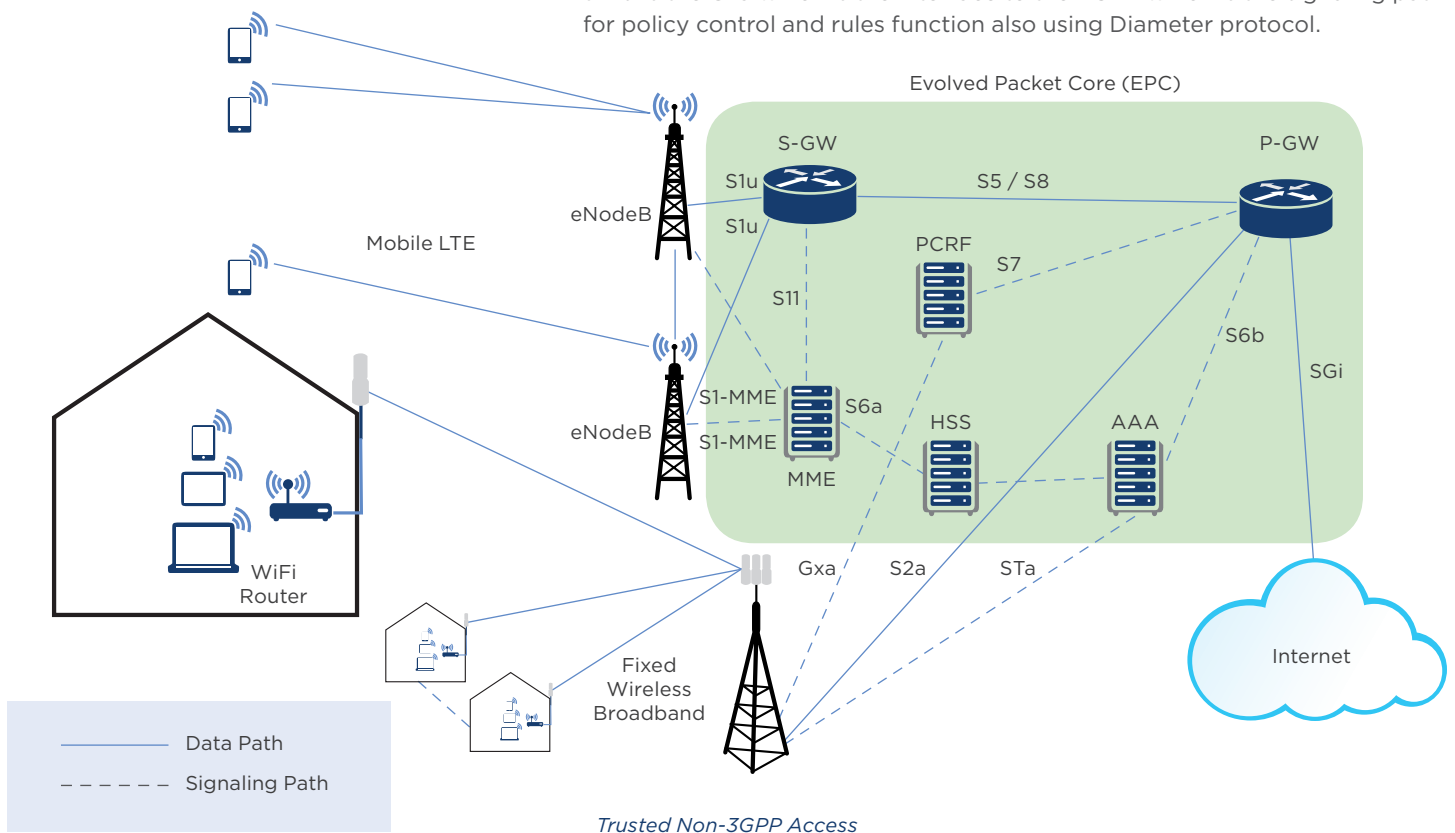 for policy control and rules function also using Diameter protocol.
Evolved Packet Core (EPC)
S-GW
P-GW
S1u
S5 / S8
eNodeB
S1u
Mobile LTE
PCRF
S7
S11
S6b
SGi
S1-MME
S6a
eNodeB
S1-MME
HSS
AAA
MME
WiFi
Router
Gxa
S2a
STa
Fixed
Wireless
Broadband
Internet
Data Path
Signaling Path
Trusted Non-3GPP Access